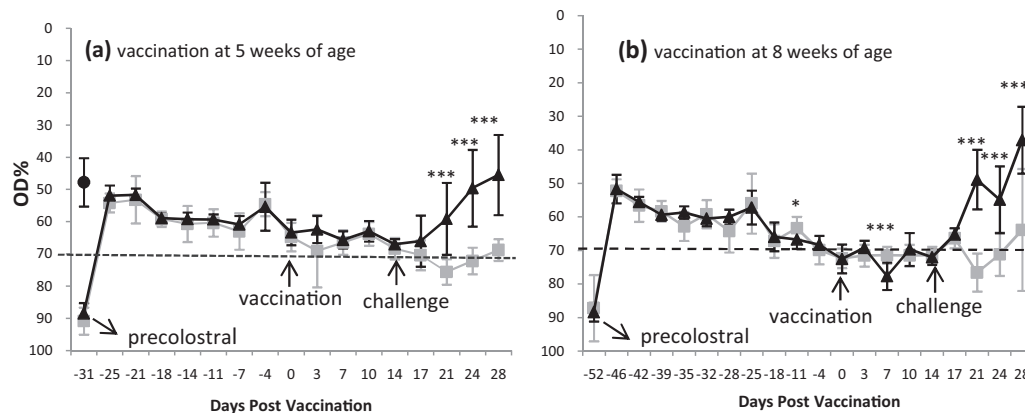 (a) vaccination at 5 weeks of age
OD%
0
10
20
30
40
50
60
70
80
90
100
***
***
***
vaccination
challenge
precolostral
-31 -25 -21 -18 -14 -11 -7 -4 0 3 7 10 14 17 21 24 28
Days Post Vaccination
(b) vaccination at 8 weeks of age
0
10
20
30
40
50
60
70
80
90
100
*
***
***
***
***
vaccination
challenge
precolostral
-52 -46 -42 -39 -35 -32 -28 -25 -18 -11 -4 0 3 7 10 14 17 21 24 28
Days Post Vaccination